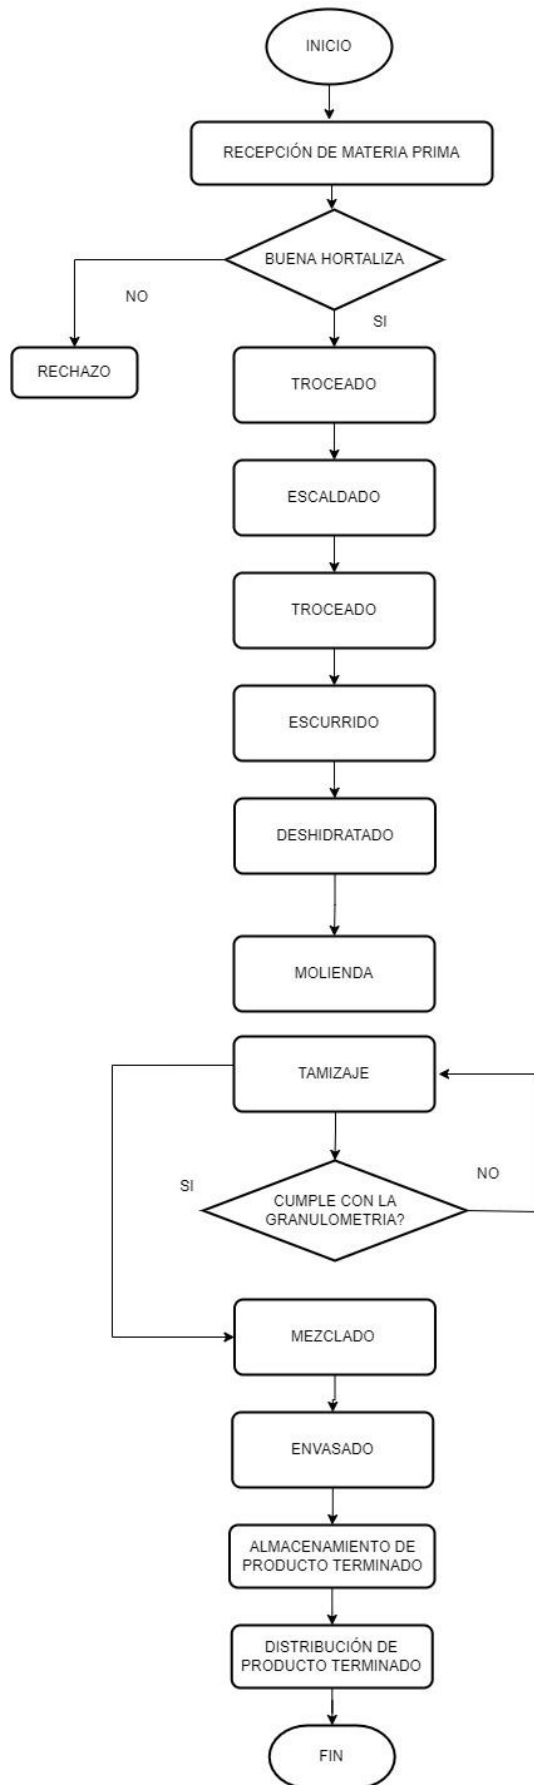 INICIO
RECEPCIÓN DE MATERIA PRIMA
BUENA HORTALIZA
NO
SI
RECHAZO
TROCEADO
ESCALDADO
TROCEADO
ESCURRIDO
DESHIDRATADO
MOLIENDA
TAMIZAJE
SI
NO
CUMPLE CON LA
GRANULOMETRIA?
MEZCLADO
ENVASADO
ALMACENAMIENTO DE
PRODUCTO TERMINADO
DISTRIBUCIÓN DE
PRODUCTO TERMINADO
FIN